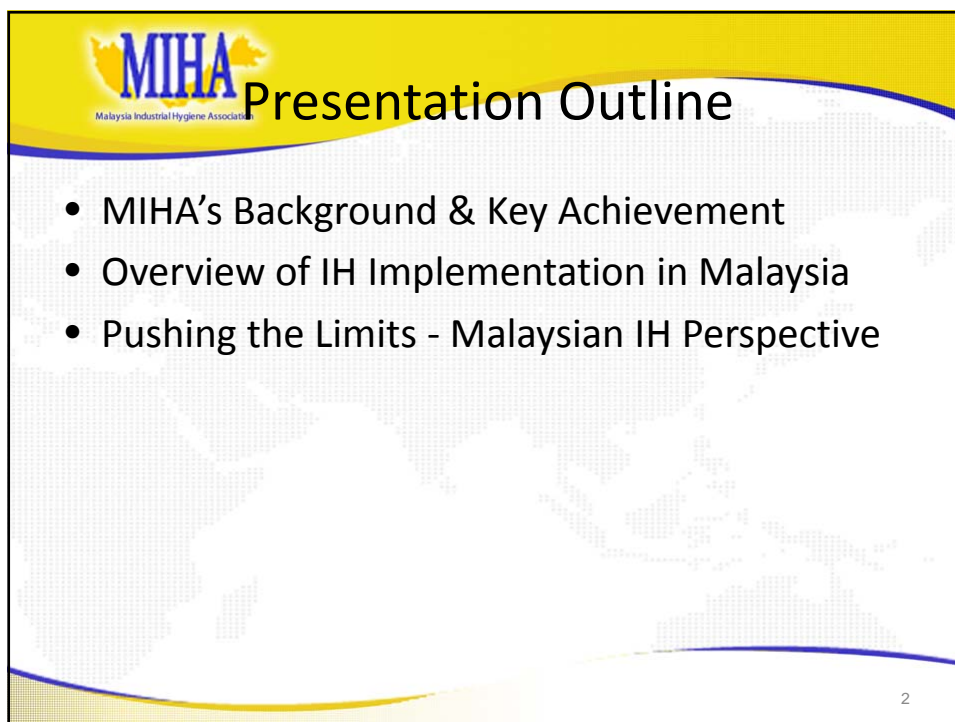 MIHA
Malaysia Industrial Hygiene Association
Presentation Outline
• MIHA’s Background & Key Achievement
• Overview of IH Implementation in Malaysia
• Pushing the Limits - Malaysian IH Perspective
2